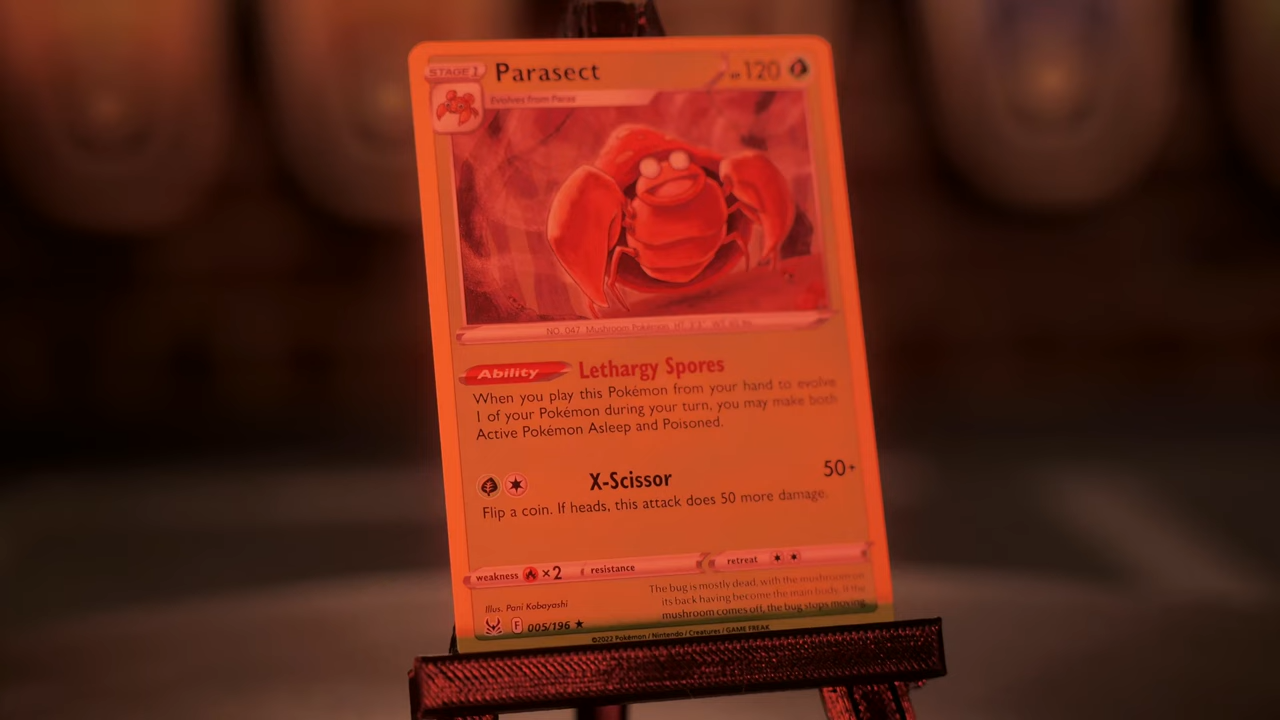 STAGE 1 Parasect HP 120
Evolves from Paras
NO. 047 Mushroom Pokémon HT: 3'3" WT:
Ability Lethargy Spores
When you play this Pokémon from your hand to evolve
1 of your Pokémon during your turn, you may make both
Active Pokémon Asleep and Poisoned.
X-Scissor 50+
Flip a coin. If heads, this attack does 50 more damage.
weakness ×2 resistance retreat
Illus. Pani Kobayashi
The bug is mostly dead, with the mushroom on
its back having become the main body. If the
mushroom comes off, the bug stops moving.
F 005/196 ★
©2022 Pokémon / Nintendo / Creatures / GAME FREAK